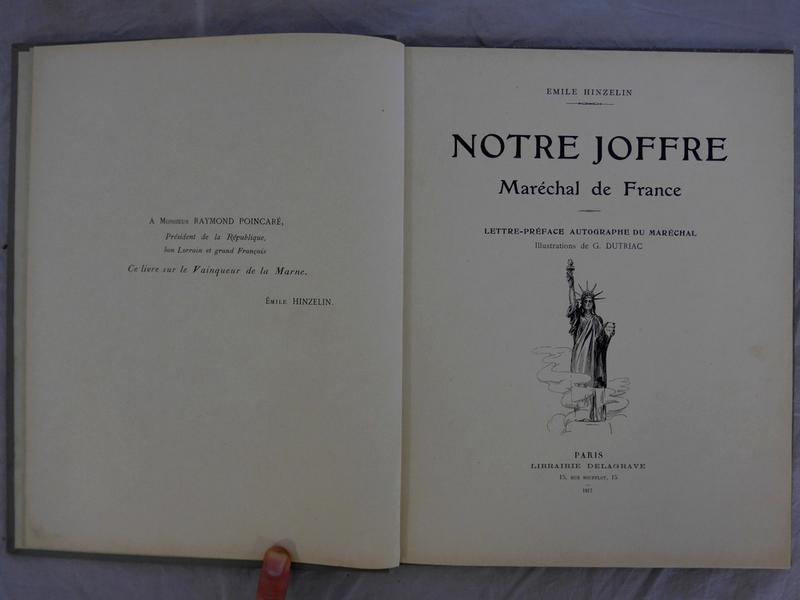 A Monsieur RAYMOND POINCARÉ,
Président de la République,
bon Lorrain et grand Français
Ce livre sur le Vainqueur de la Marne.
Émile HINZELIN.
EMILE HINZELIN
NOTRE JOFFRE
Maréchal de France
LETTRE-PRÉFACE AUTOGRAPHE DU MARÉCHAL
Illustrations de G. DUTRIAC
PARIS
LIBRAIRIE DELAGRAVE
15, RUE SOUFFLOT, 15
1917